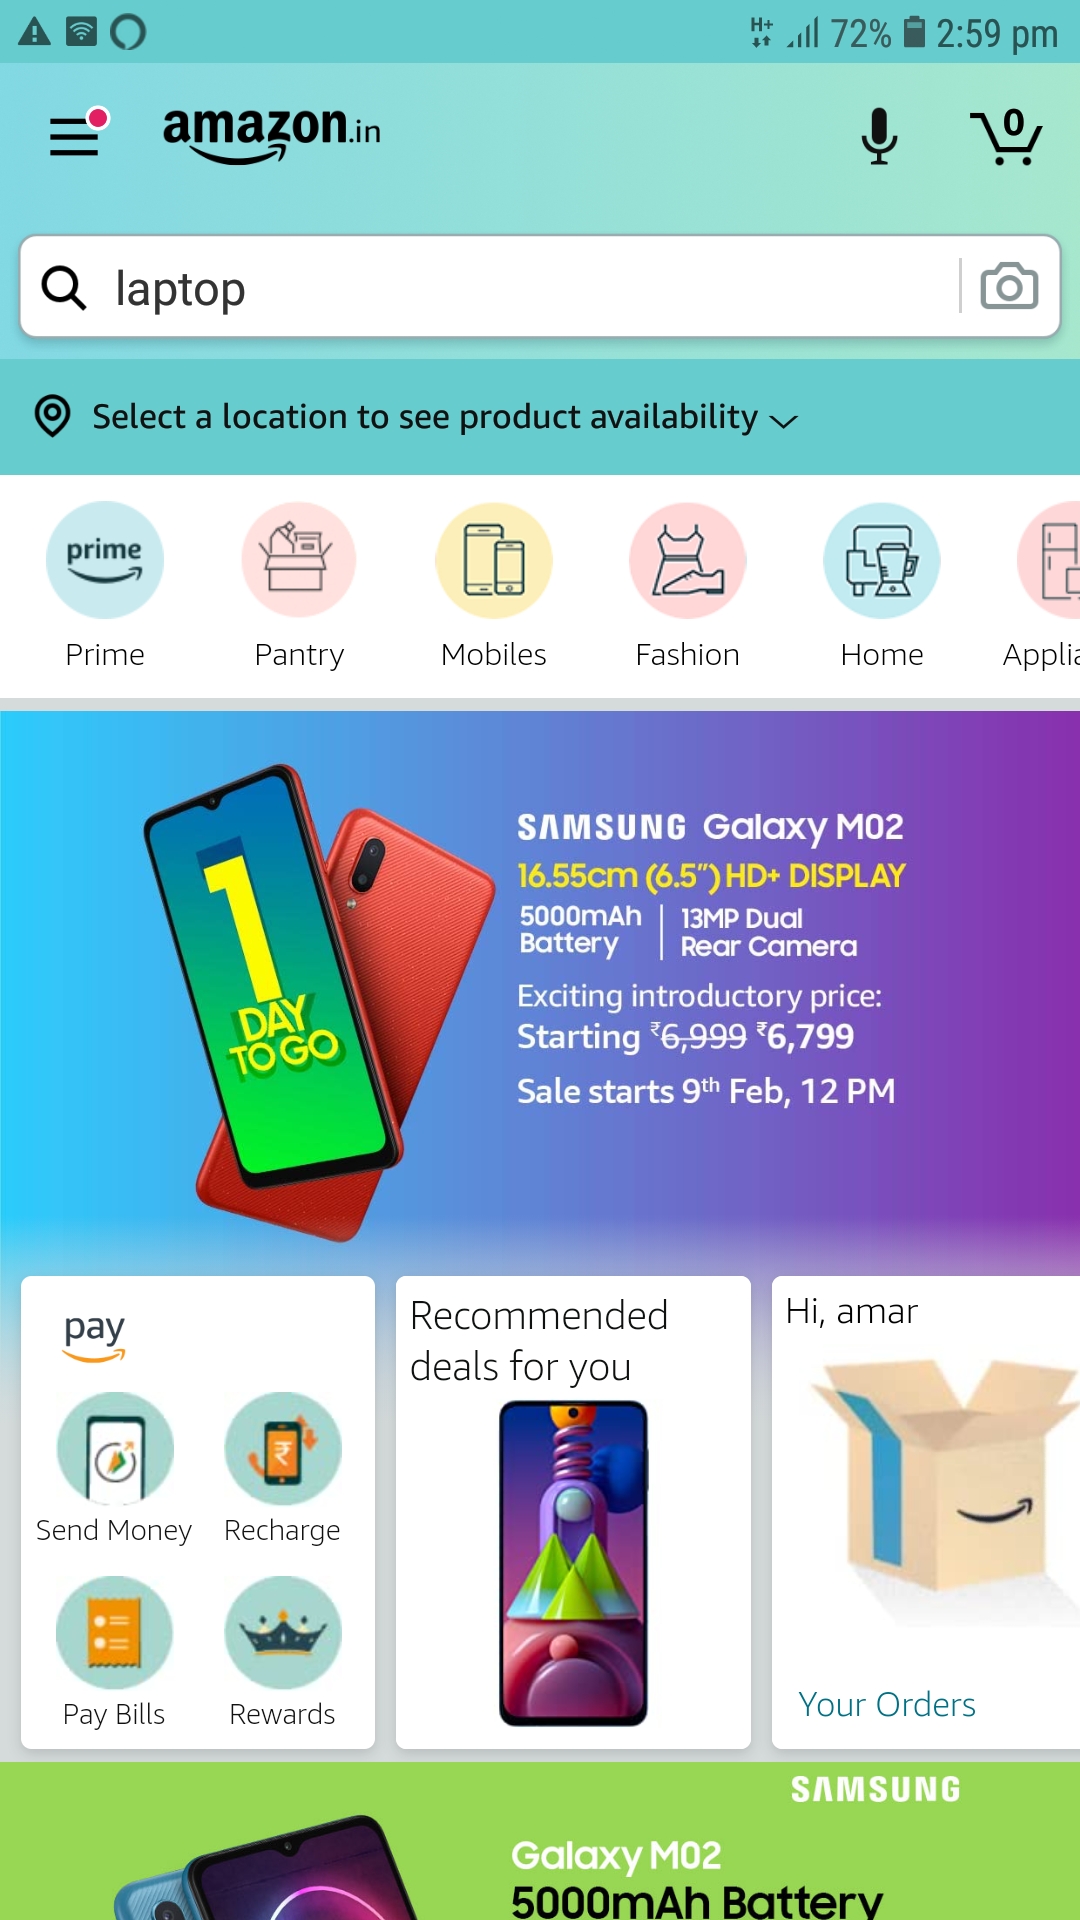 H+ 72% 2:59 pm
amazon.in
0
laptop
Select a location to see product availability
prime
Prime Pantry Mobiles Fashion Home Applia
1
DAY
TO GO
SAMSUNG Galaxy M02
16.55cm (6.5″) HD+ DISPLAY
5000mAh
Battery
13MP Dual
Rear Camera
Exciting introductory price:
Starting ₹6,999 ₹6,799
Sale starts 9th Feb, 12 PM
pay
Send Money Recharge
Pay Bills Rewards
Recommended
deals for you
Hi, amar
Your Orders
SAMSUNG
Galaxy M02
5000mAh Battery